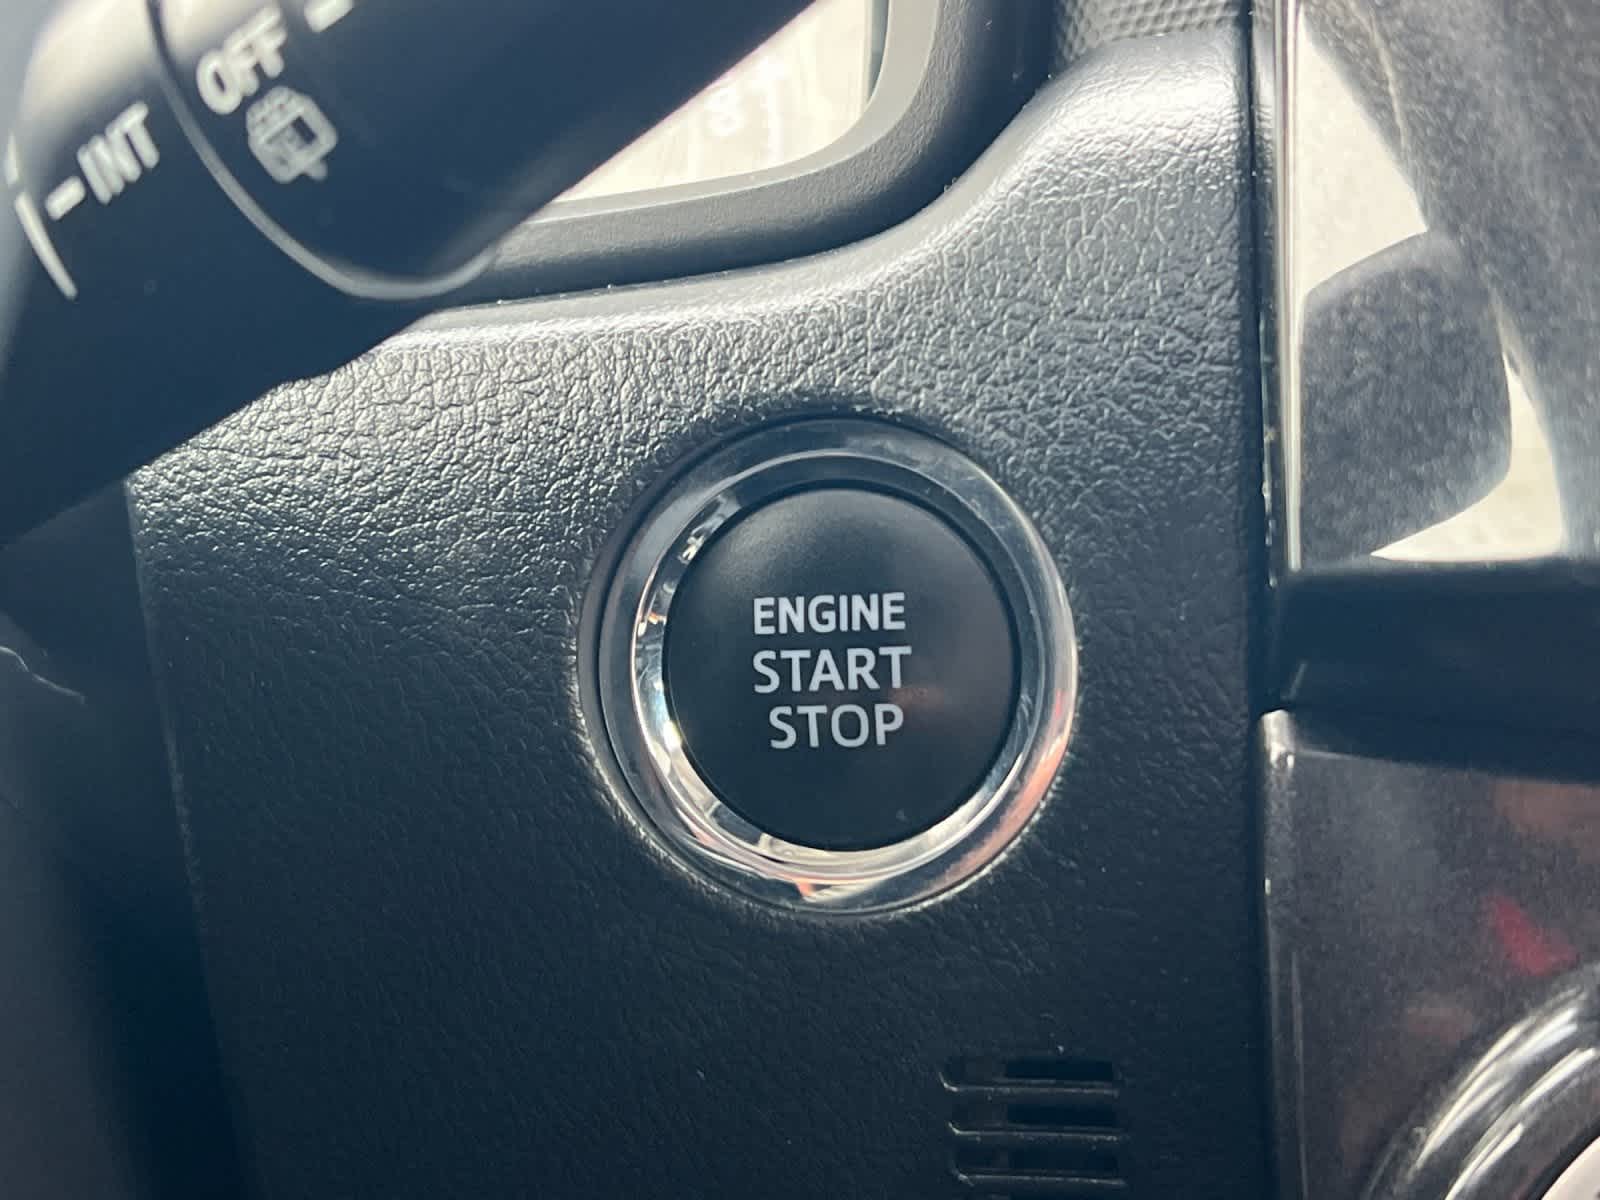 OFF
INT
ENGINE
START
STOP